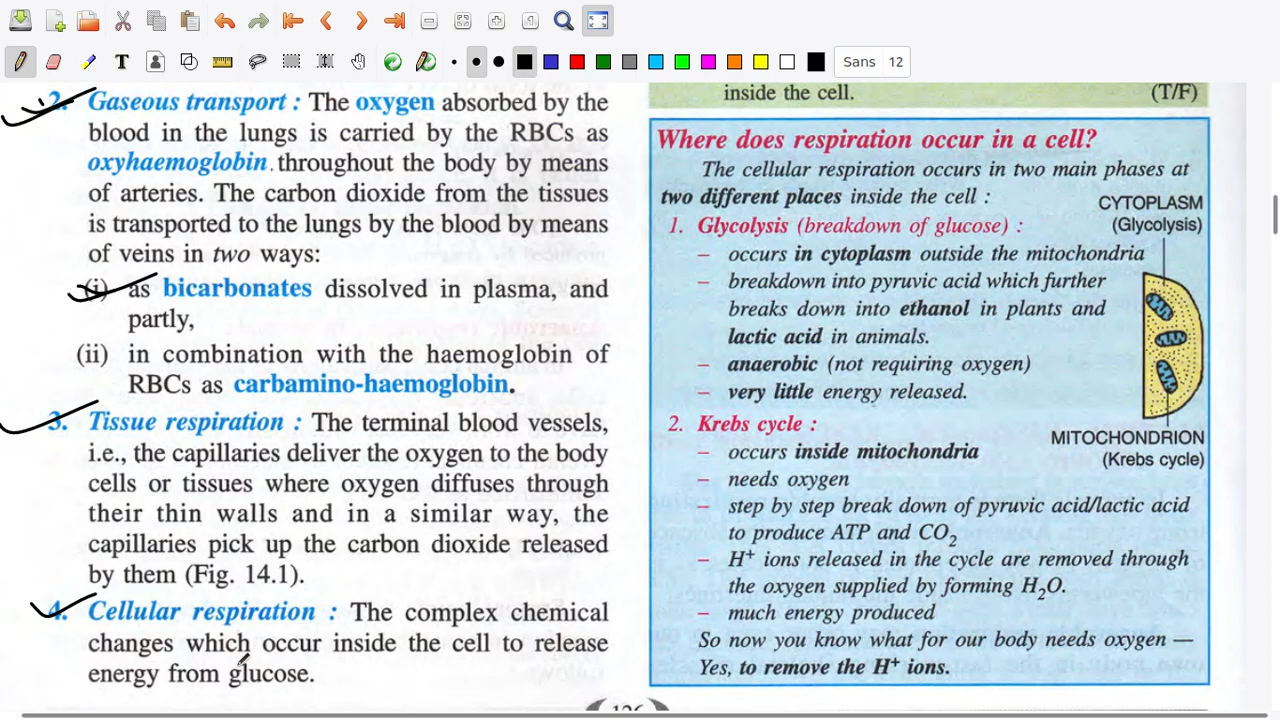 Sans 12
2. Gaseous transport : The oxygen absorbed by the
blood in the lungs is carried by the RBCs as
oxyhaemoglobin throughout the body by means
of arteries. The carbon dioxide from the tissues
is transported to the lungs by the blood by means
of veins in two ways:
(i) as bicarbonates dissolved in plasma, and
partly,
(ii) in combination with the haemoglobin of
RBCs as carbamino-haemoglobin.
3. Tissue respiration : The terminal blood vessels,
i.e., the capillaries deliver the oxygen to the body
cells or tissues where oxygen diffuses through
their thin walls and in a similar way, the
capillaries pick up the carbon dioxide released
by them (Fig. 14.1).
4. Cellular respiration : The complex chemical
changes which occur inside the cell to release
energy from glucose.
inside the cell. (T/F)
Where does respiration occur in a cell?
The cellular respiration occurs in two main phases at
two different places inside the cell :
1. Glycolysis (breakdown of glucose) :
– occurs in cytoplasm outside the mitochondria
– breakdown into pyruvic acid which further
breaks down into ethanol in plants and
lactic acid in animals.
– anaerobic (not requiring oxygen)
– very little energy released.
2. Krebs cycle :
– occurs inside mitochondria
– needs oxygen
– step by step break down of pyruvic acid/lactic acid
to produce ATP and CO₂
– H⁺ ions released in the cycle are removed through
the oxygen supplied by forming H₂O.
– much energy produced
So now you know what for our body needs oxygen —
Yes, to remove the H⁺ ions.
CYTOPLASM
(Glycolysis)
MITOCHONDRION
(Krebs cycle)